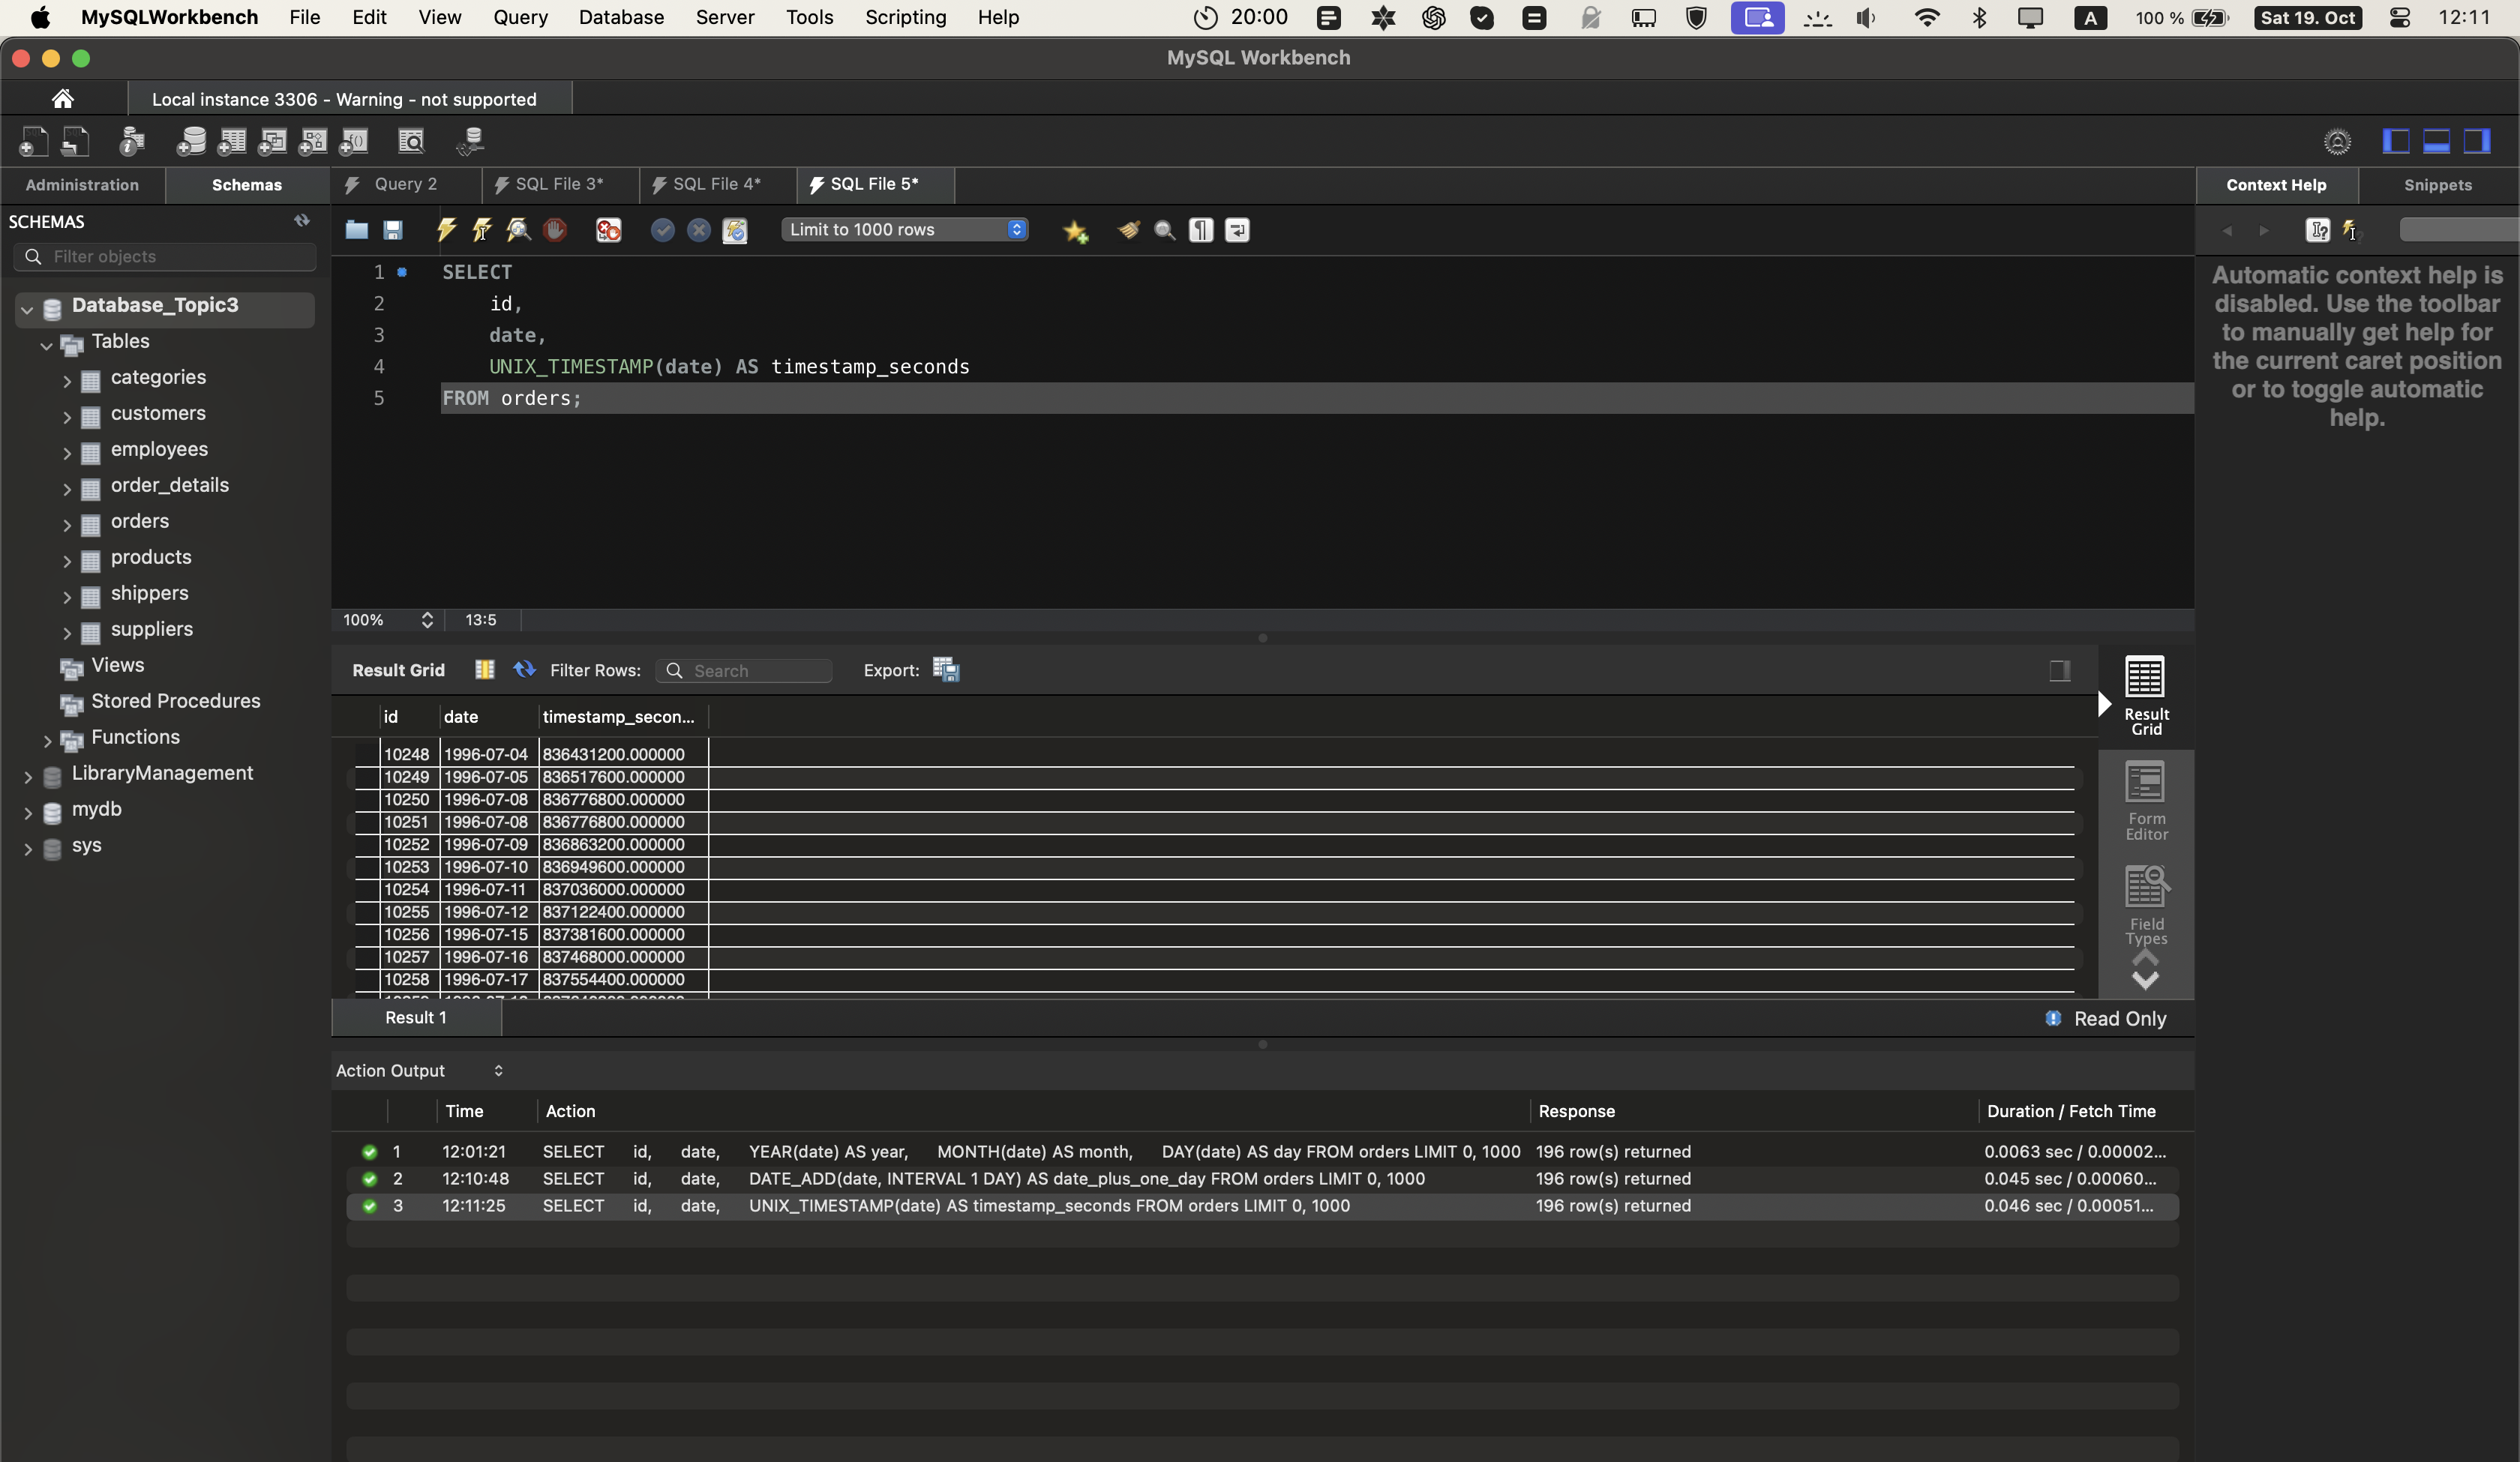 MySQLWorkbench File Edit View Query Database Server Tools Scripting Help 20:00 A 100 % Sat 19. Oct 12:11
MySQL Workbench
Local instance 3306 - Warning - not supported
Administration Schemas Query 2 SQL File 3* SQL File 4* SQL File 5* Context Help Snippets
SCHEMAS
Limit to 1000 rows
Filter objects
Database_Topic3
Tables
categories
customers
employees
order_details
orders
products
shippers
suppliers
Views
Stored Procedures
Functions
LibraryManagement
mydb
sys
1 SELECT
2 id,
3 date,
4 UNIX_TIMESTAMP(date) AS timestamp_seconds
5 FROM orders;
Automatic context help is
disabled. Use the toolbar
to manually get help for
the current caret position
or to toggle automatic
help.
100% 13:5
Result Grid Filter Rows: Search Export:
id date timestamp_secon...
10248 1996-07-04 836431200.000000
10249 1996-07-05 836517600.000000
10250 1996-07-08 836776800.000000
10251 1996-07-08 836776800.000000
10252 1996-07-09 836863200.000000
10253 1996-07-10 836949600.000000
10254 1996-07-11 837036000.000000
10255 1996-07-12 837122400.000000
10256 1996-07-15 837381600.000000
10257 1996-07-16 837468000.000000
10258 1996-07-17 837554400.000000
Result
Grid
Form
Editor
Field
Types
Result 1 Read Only
Action Output
Time Action Response Duration / Fetch Time
1 12:01:21 SELECT id, date, YEAR(date) AS year, MONTH(date) AS month, DAY(date) AS day FROM orders LIMIT 0, 1000 196 row(s) returned 0.0063 sec / 0.00002...
2 12:10:48 SELECT id, date, DATE_ADD(date, INTERVAL 1 DAY) AS date_plus_one_day FROM orders LIMIT 0, 1000 196 row(s) returned 0.045 sec / 0.00060...
3 12:11:25 SELECT id, date, UNIX_TIMESTAMP(date) AS timestamp_seconds FROM orders LIMIT 0, 1000 196 row(s) returned 0.046 sec / 0.00051...